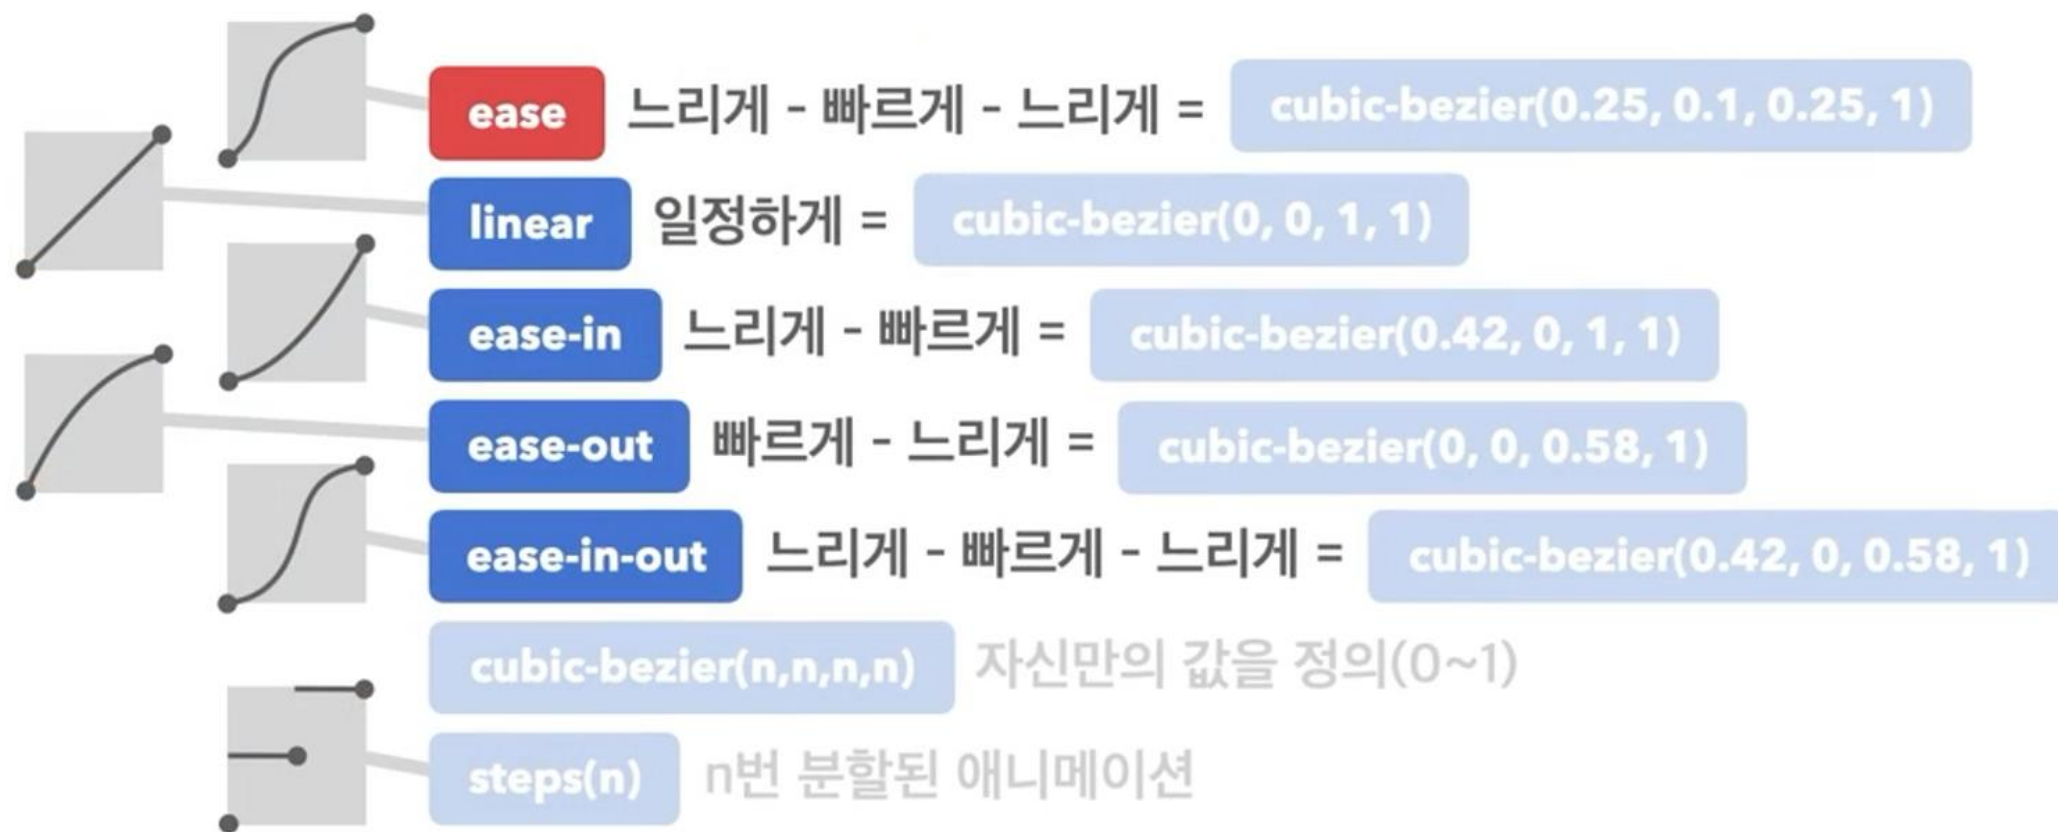 ease 느리게 - 빠르게 - 느리게 = cubic-bezier(0.25, 0.1, 0.25, 1)
linear 일정하게 = cubic-bezier(0, 0, 1, 1)
ease-in 느리게 - 빠르게 = cubic-bezier(0.42, 0, 1, 1)
ease-out 빠르게 - 느리게 = cubic-bezier(0, 0, 0.58, 1)
ease-in-out 느리게 - 빠르게 - 느리게 = cubic-bezier(0.42, 0, 0.58, 1)
cubic-bezier(n,n,n,n) 자신만의 값을 정의(0~1)
steps(n) n번 분할된 애니메이션